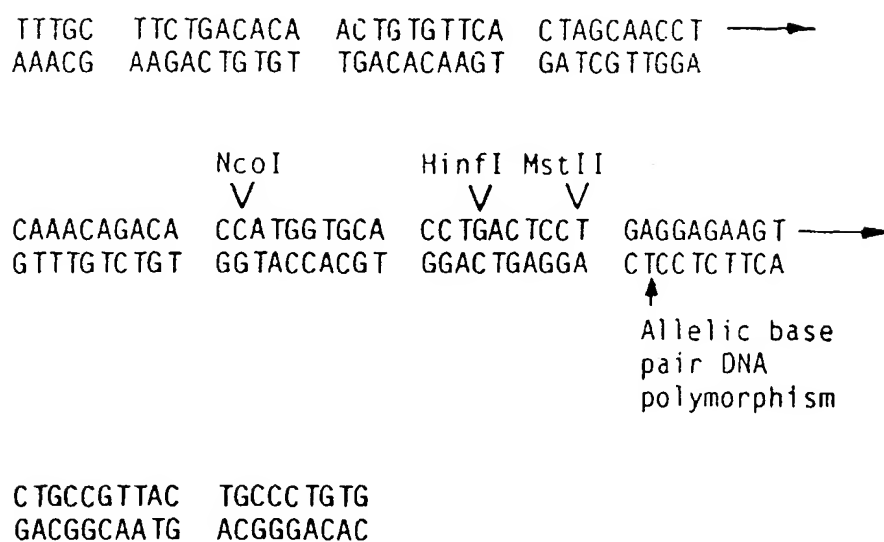 TTTGC TTCTGACACA ACTGTGTTCA CTAGCAACCT
AAACG AAGACTGTGT TGACACAAGT GATCGTTGGA
NcoI HinfI MstII
CAAACAGACA CCATGGTGCA CCTGACTCCT GAGGAGAAGT
GTTTGTCTGT GGTACCACGT GGACTGAGGA CTCCTCTTCA
Allelic base
pair DNA
polymorphism
CTGCCGTTAC TGCCCTGTG
GACGGCAATG ACGGGACAC